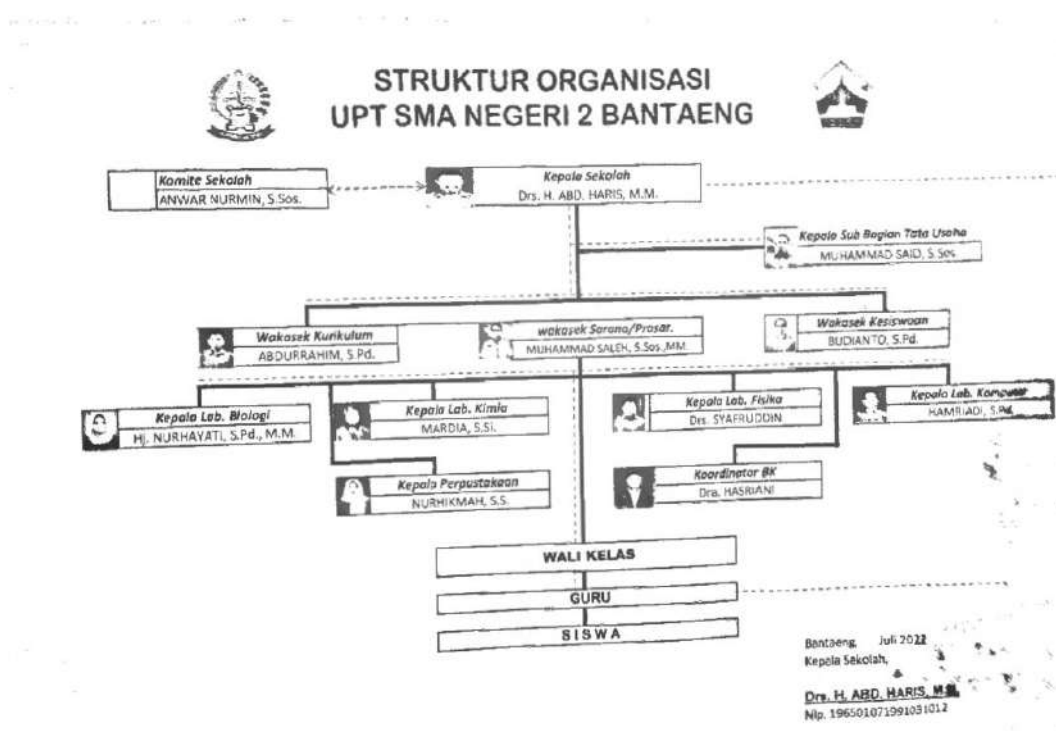 STRUKTUR ORGANISASI
UPT SMA NEGERI 2 BANTAENG
Komite Sekolah
ANWAR NURMIN, S.Sos.
Kepala Sekolah
Drs. H. ABD. HARIS, M.M.
Kepala Sub Bagian Tata Usaha
MUHAMMAD SAID, S.Sos
Wakasek Kurikulum
ABDURRAHIM, S.Pd.
wakasek Sarana/Prasar.
MUHAMMAD SALEH, S.Sos.,MM.
Wakasek Kesiswaan
BUDIANTO, S.Pd.
Kepala Lab. Biologi
Hj. NURHAYATI, S.Pd., M.M.
Kepala Lab. Kimia
MARDIA, S.Si.
Kepala Lab. Fisika
Drs. SYAFRUDDIN
Kepala Lab. Komputer
HAMRIADI, S.Pd.
Kepala Perpustakaan
NURHIKMAH, S.S.
Koordinator BK
Dra. HASRIANI
WALI KELAS
GURU
SISWA
Bantaeng, Juli 2022
Kepala Sekolah,
Drs. H. ABD. HARIS, M.M.
Nip. 196501071991031012